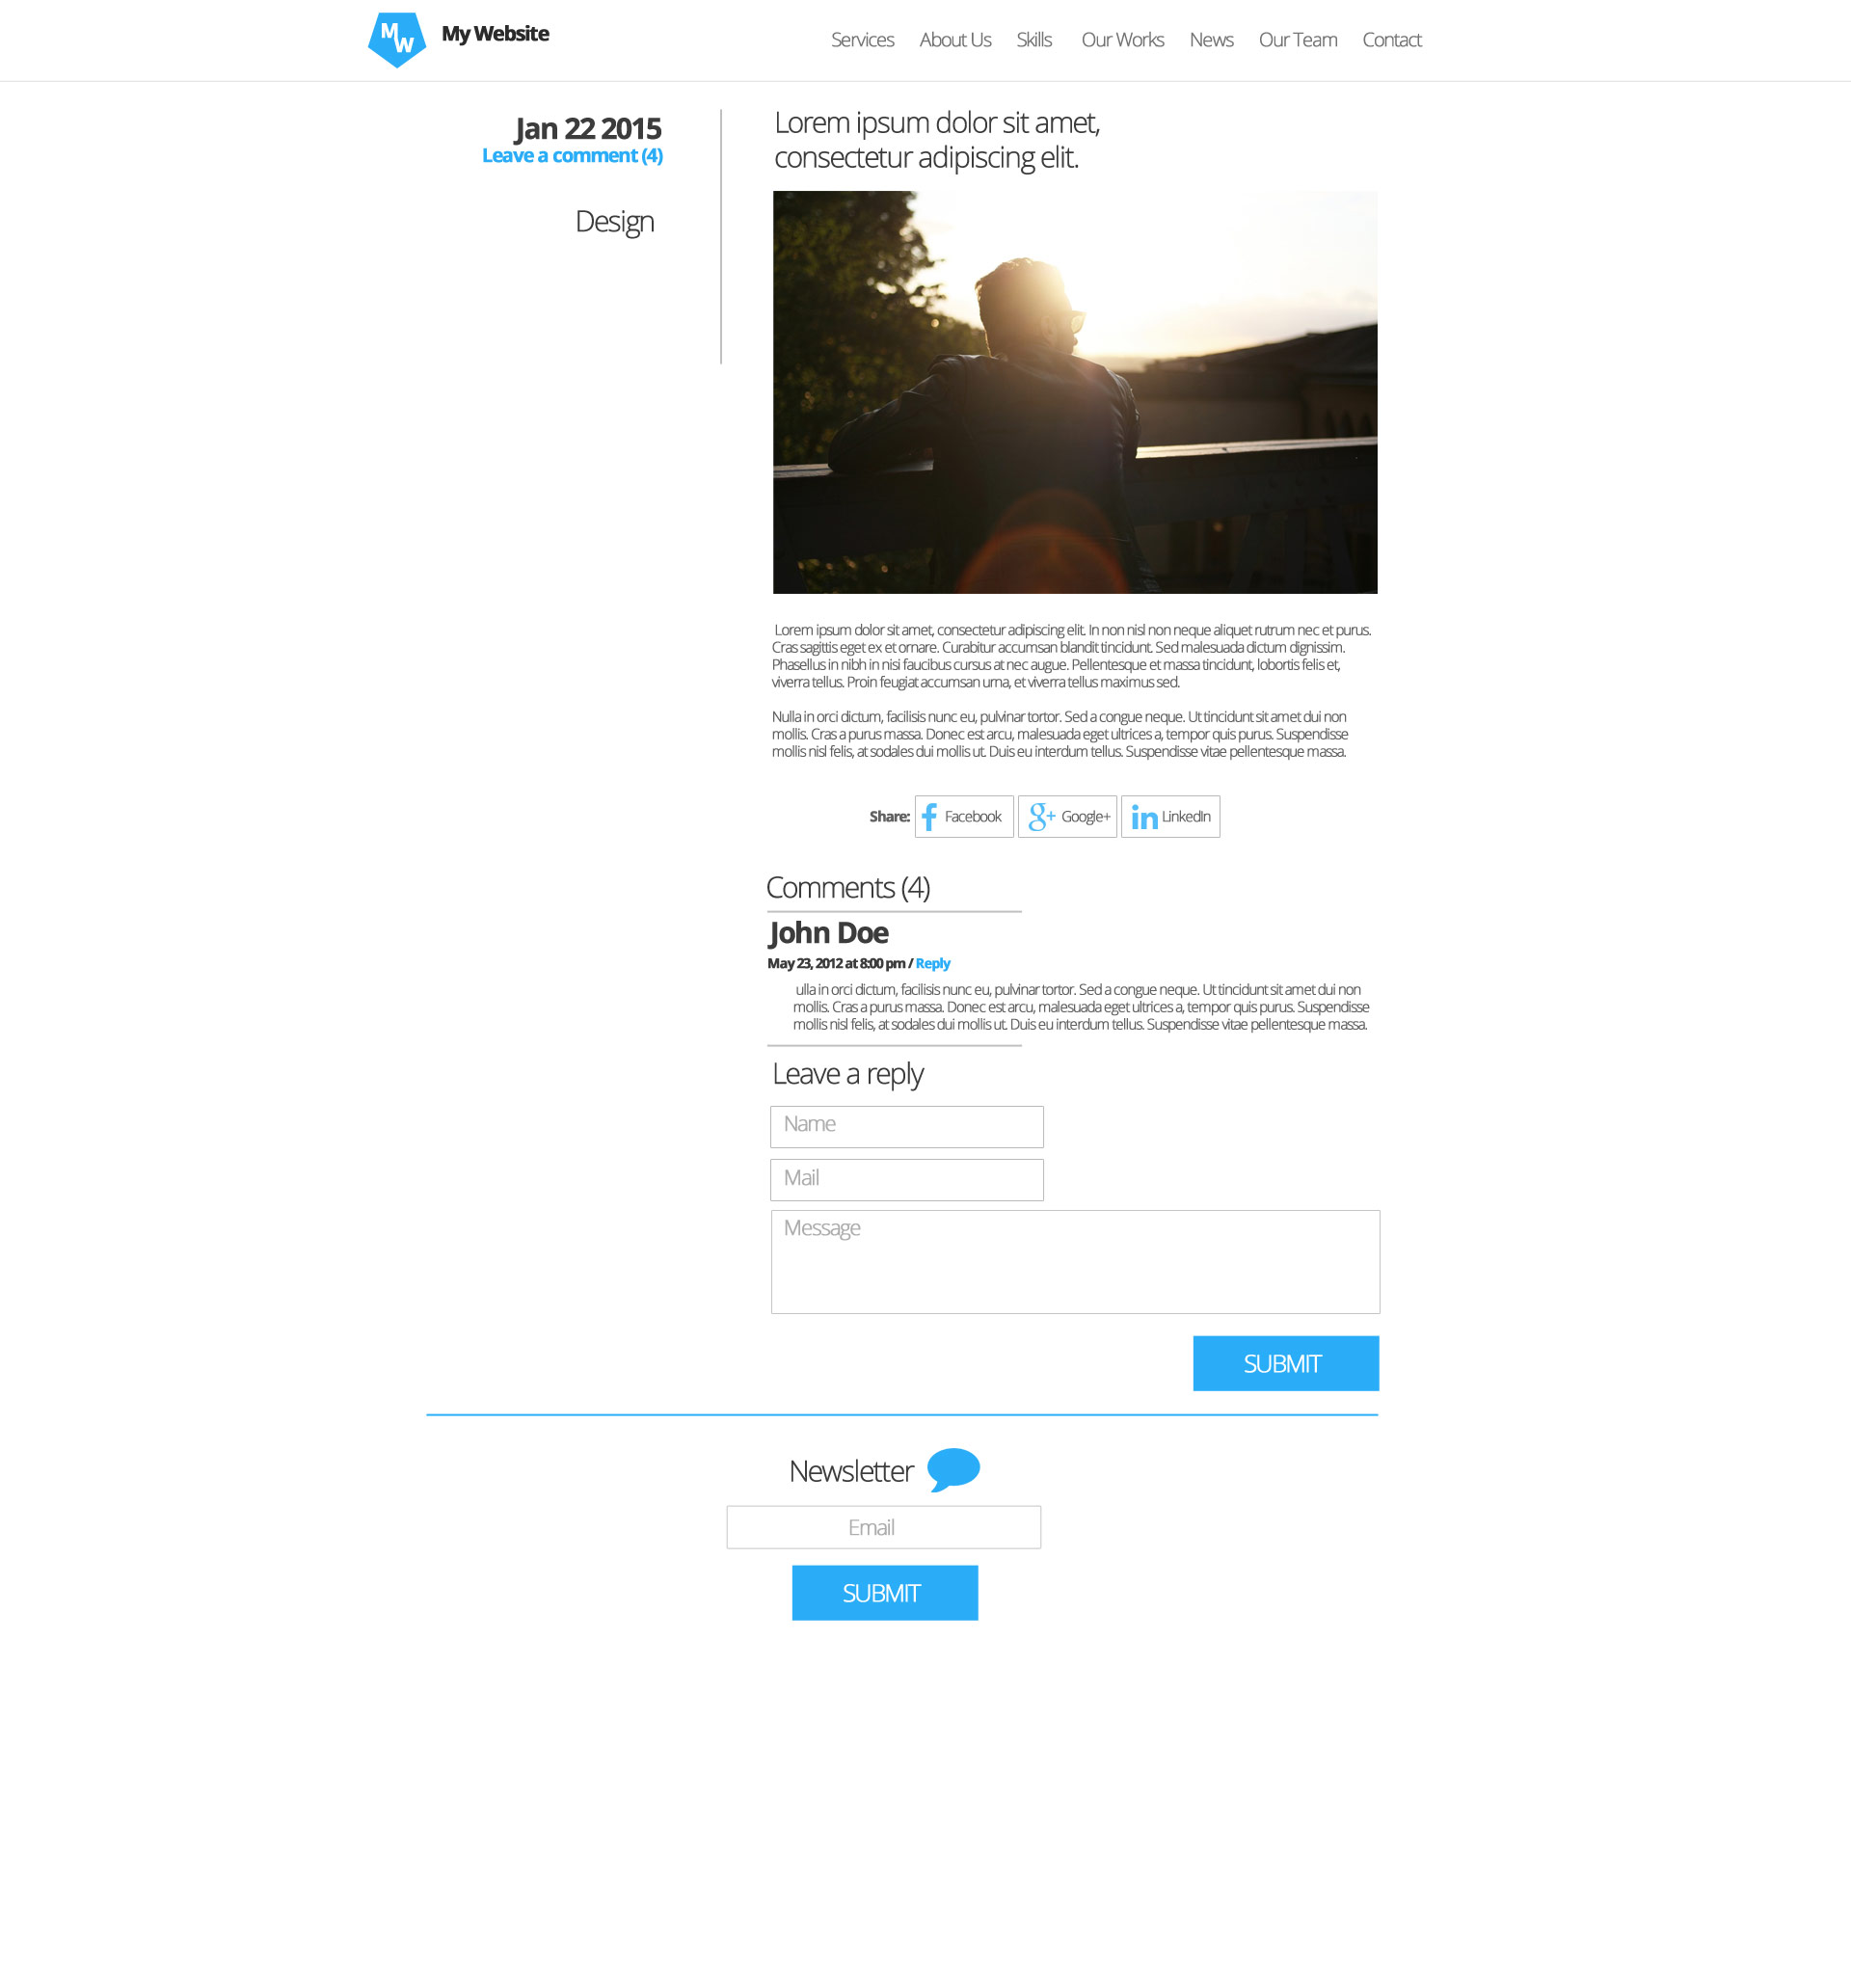 MW
My Website
Services About Us Skills Our Works News Our Team Contact
Jan 22 2015
Leave a comment (4)
Design
Lorem ipsum dolor sit amet,
consectetur adipiscing elit.
Lorem ipsum dolor sit amet, consectetur adipiscing elit. In non nisl non neque aliquet rutrum nec et purus.
Cras sagittis eget ex et ornare. Curabitur accumsan blandit tincidunt. Sed malesuada dictum dignissim.
Phasellus in nibh in nisi faucibus cursus at nec augue. Pellentesque et massa tincidunt, lobortis felis et,
viverra tellus. Proin feugiat accumsan urna, et viverra tellus maximus sed.
Nulla in orci dictum, facilisis nunc eu, pulvinar tortor. Sed a congue neque. Ut tincidunt sit amet dui non
mollis. Cras a purus massa. Donec est arcu, malesuada eget ultrices a, tempor quis purus. Suspendisse
mollis nisl felis, at sodales dui mollis ut. Duis eu interdum tellus. Suspendisse vitae pellentesque massa.
Share: f Facebook g+ Google+ in LinkedIn
Comments (4)
John Doe
May 23, 2012 at 8:00 pm / Reply
ulla in orci dictum, facilisis nunc eu, pulvinar tortor. Sed a congue neque. Ut tincidunt sit amet dui non
mollis. Cras a purus massa. Donec est arcu, malesuada eget ultrices a, tempor quis purus. Suspendisse
mollis nisl felis, at sodales dui mollis ut. Duis eu interdum tellus. Suspendisse vitae pellentesque massa.
Leave a reply
Name
Mail
Message
SUBMIT
Newsletter
Email
SUBMIT